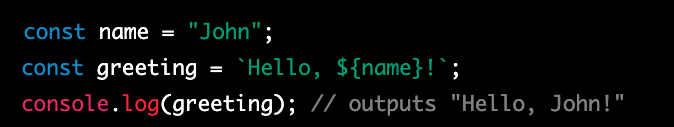 const name = "John";
const greeting = `Hello, ${name}!`;
console.log(greeting); // outputs "Hello, John!"